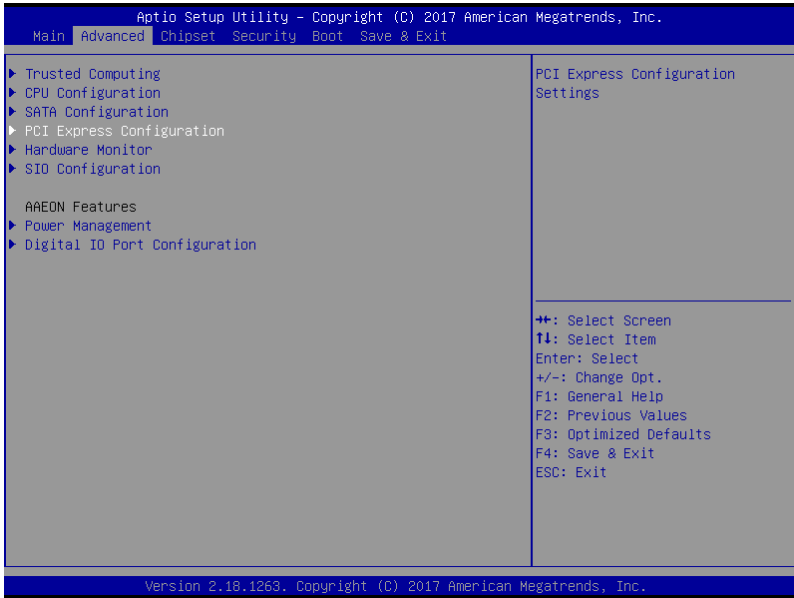 Aptio Setup Utility – Copyright (C) 2017 American Megatrends, Inc.
Main Advanced Chipset Security Boot Save & Exit
Trusted Computing
CPU Configuration
SATA Configuration
PCI Express Configuration
Hardware Monitor
SIO Configuration
AAEON Features
Power Management
Digital IO Port Configuration
PCI Express Configuration
Settings
→←: Select Screen
↑↓: Select Item
Enter: Select
+/-: Change Opt.
F1: General Help
F2: Previous Values
F3: Optimized Defaults
F4: Save & Exit
ESC: Exit
Version 2.18.1263. Copyright (C) 2017 American Megatrends, Inc.